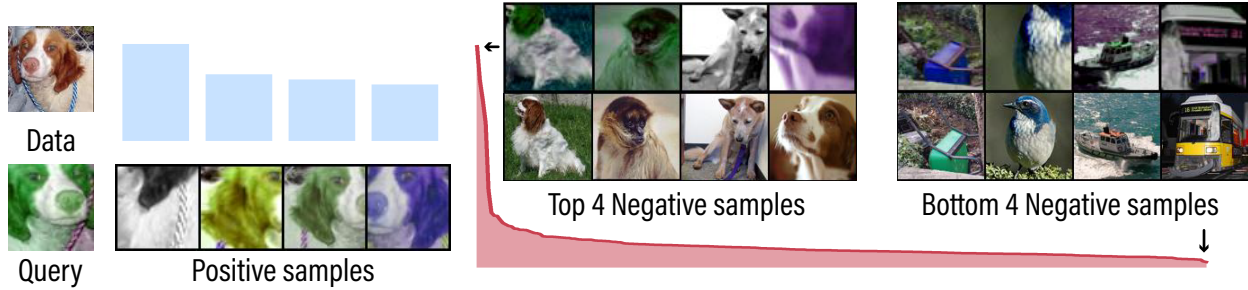 Data
Query
Positive samples
Top 4 Negative samples
Bottom 4 Negative samples